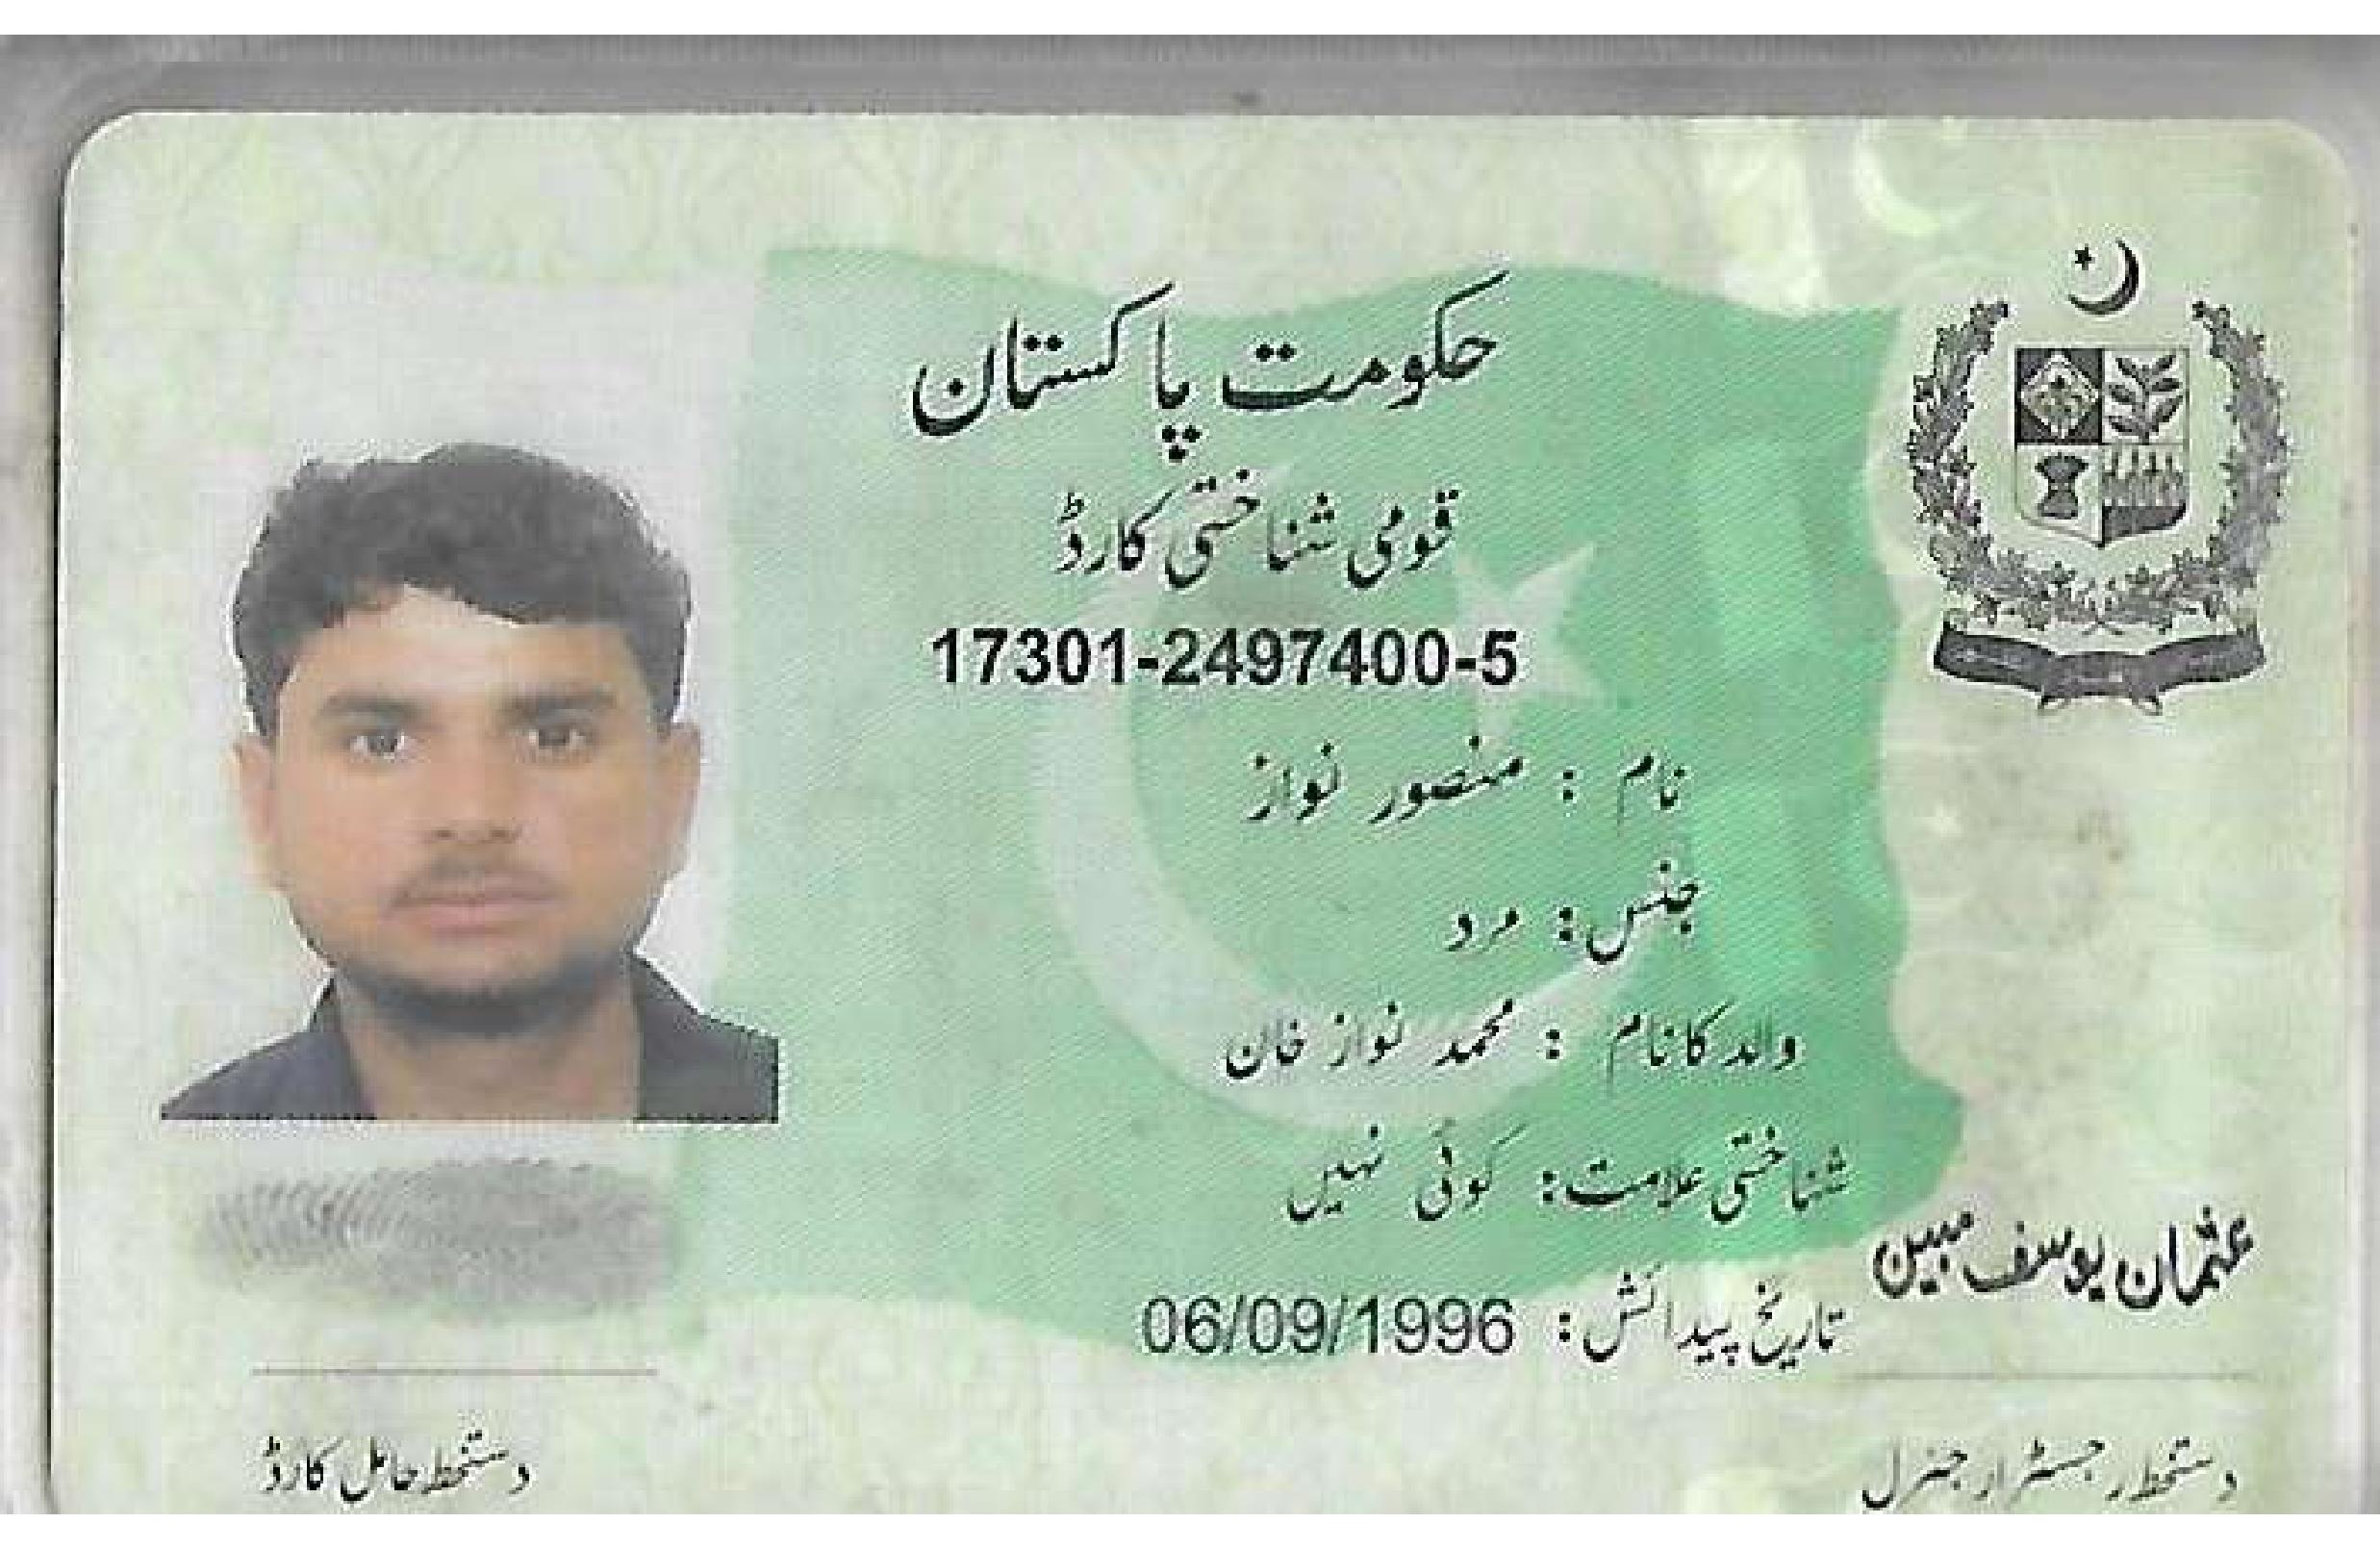 حکومت پاکستان
قومی شناختی کارڈ
17301-2497400-5
نام : منصور نواز
جنس : مرد
والد کا نام : محمد نواز خان
شناختی علامت : کوئی نہیں
تاریخ پیدائش : 06/09/1996
عثمان یوسف مبین
دستخط حامل کارڈ
دستخط رجسٹرار جنرل